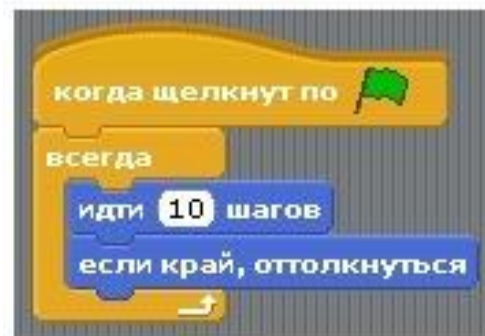 когда щелкнут по
всегда
идти 10 шагов
если край, оттолкнуться